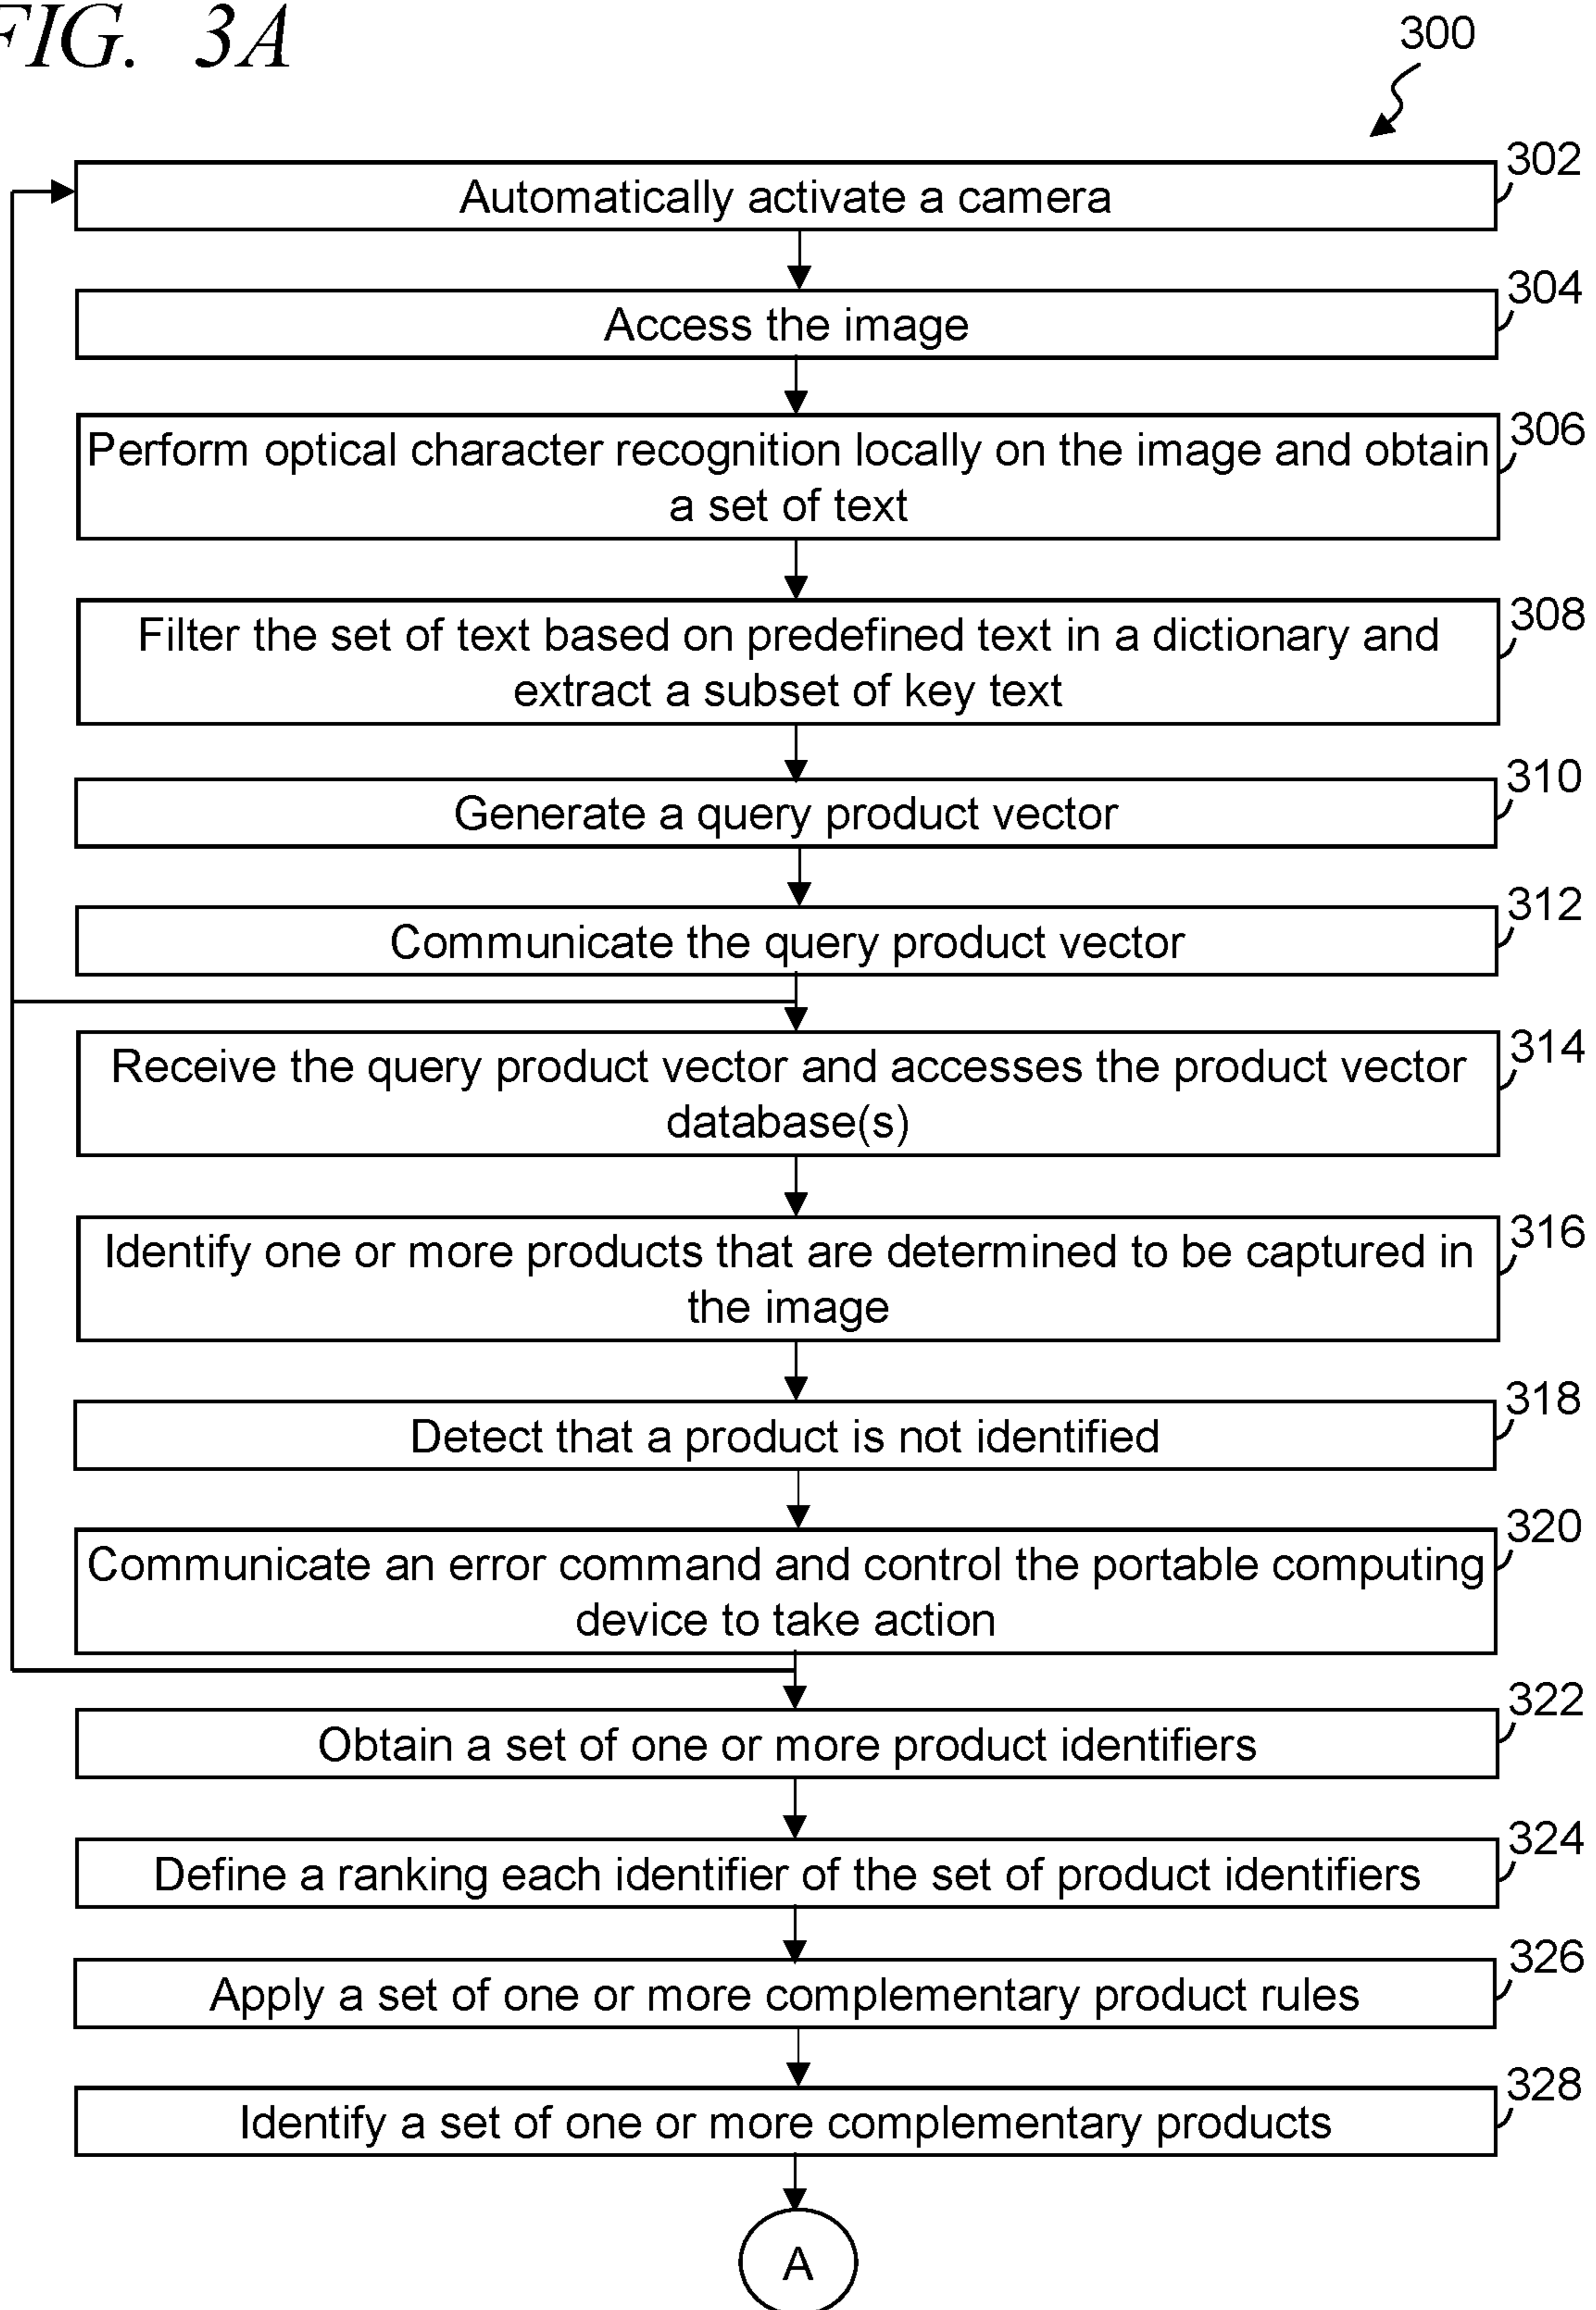 FIG. 3A
300
302
Automatically activate a camera
304
Access the image
306
Perform optical character recognition locally on the image and obtain
a set of text
308
Filter the set of text based on predefined text in a dictionary and
extract a subset of key text
310
Generate a query product vector
312
Communicate the query product vector
314
Receive the query product vector and accesses the product vector
database(s)
316
Identify one or more products that are determined to be captured in
the image
318
Detect that a product is not identified
320
Communicate an error command and control the portable computing
device to take action
322
Obtain a set of one or more product identifiers
324
Define a ranking each identifier of the set of product identifiers
326
Apply a set of one or more complementary product rules
328
Identify a set of one or more complementary products
A